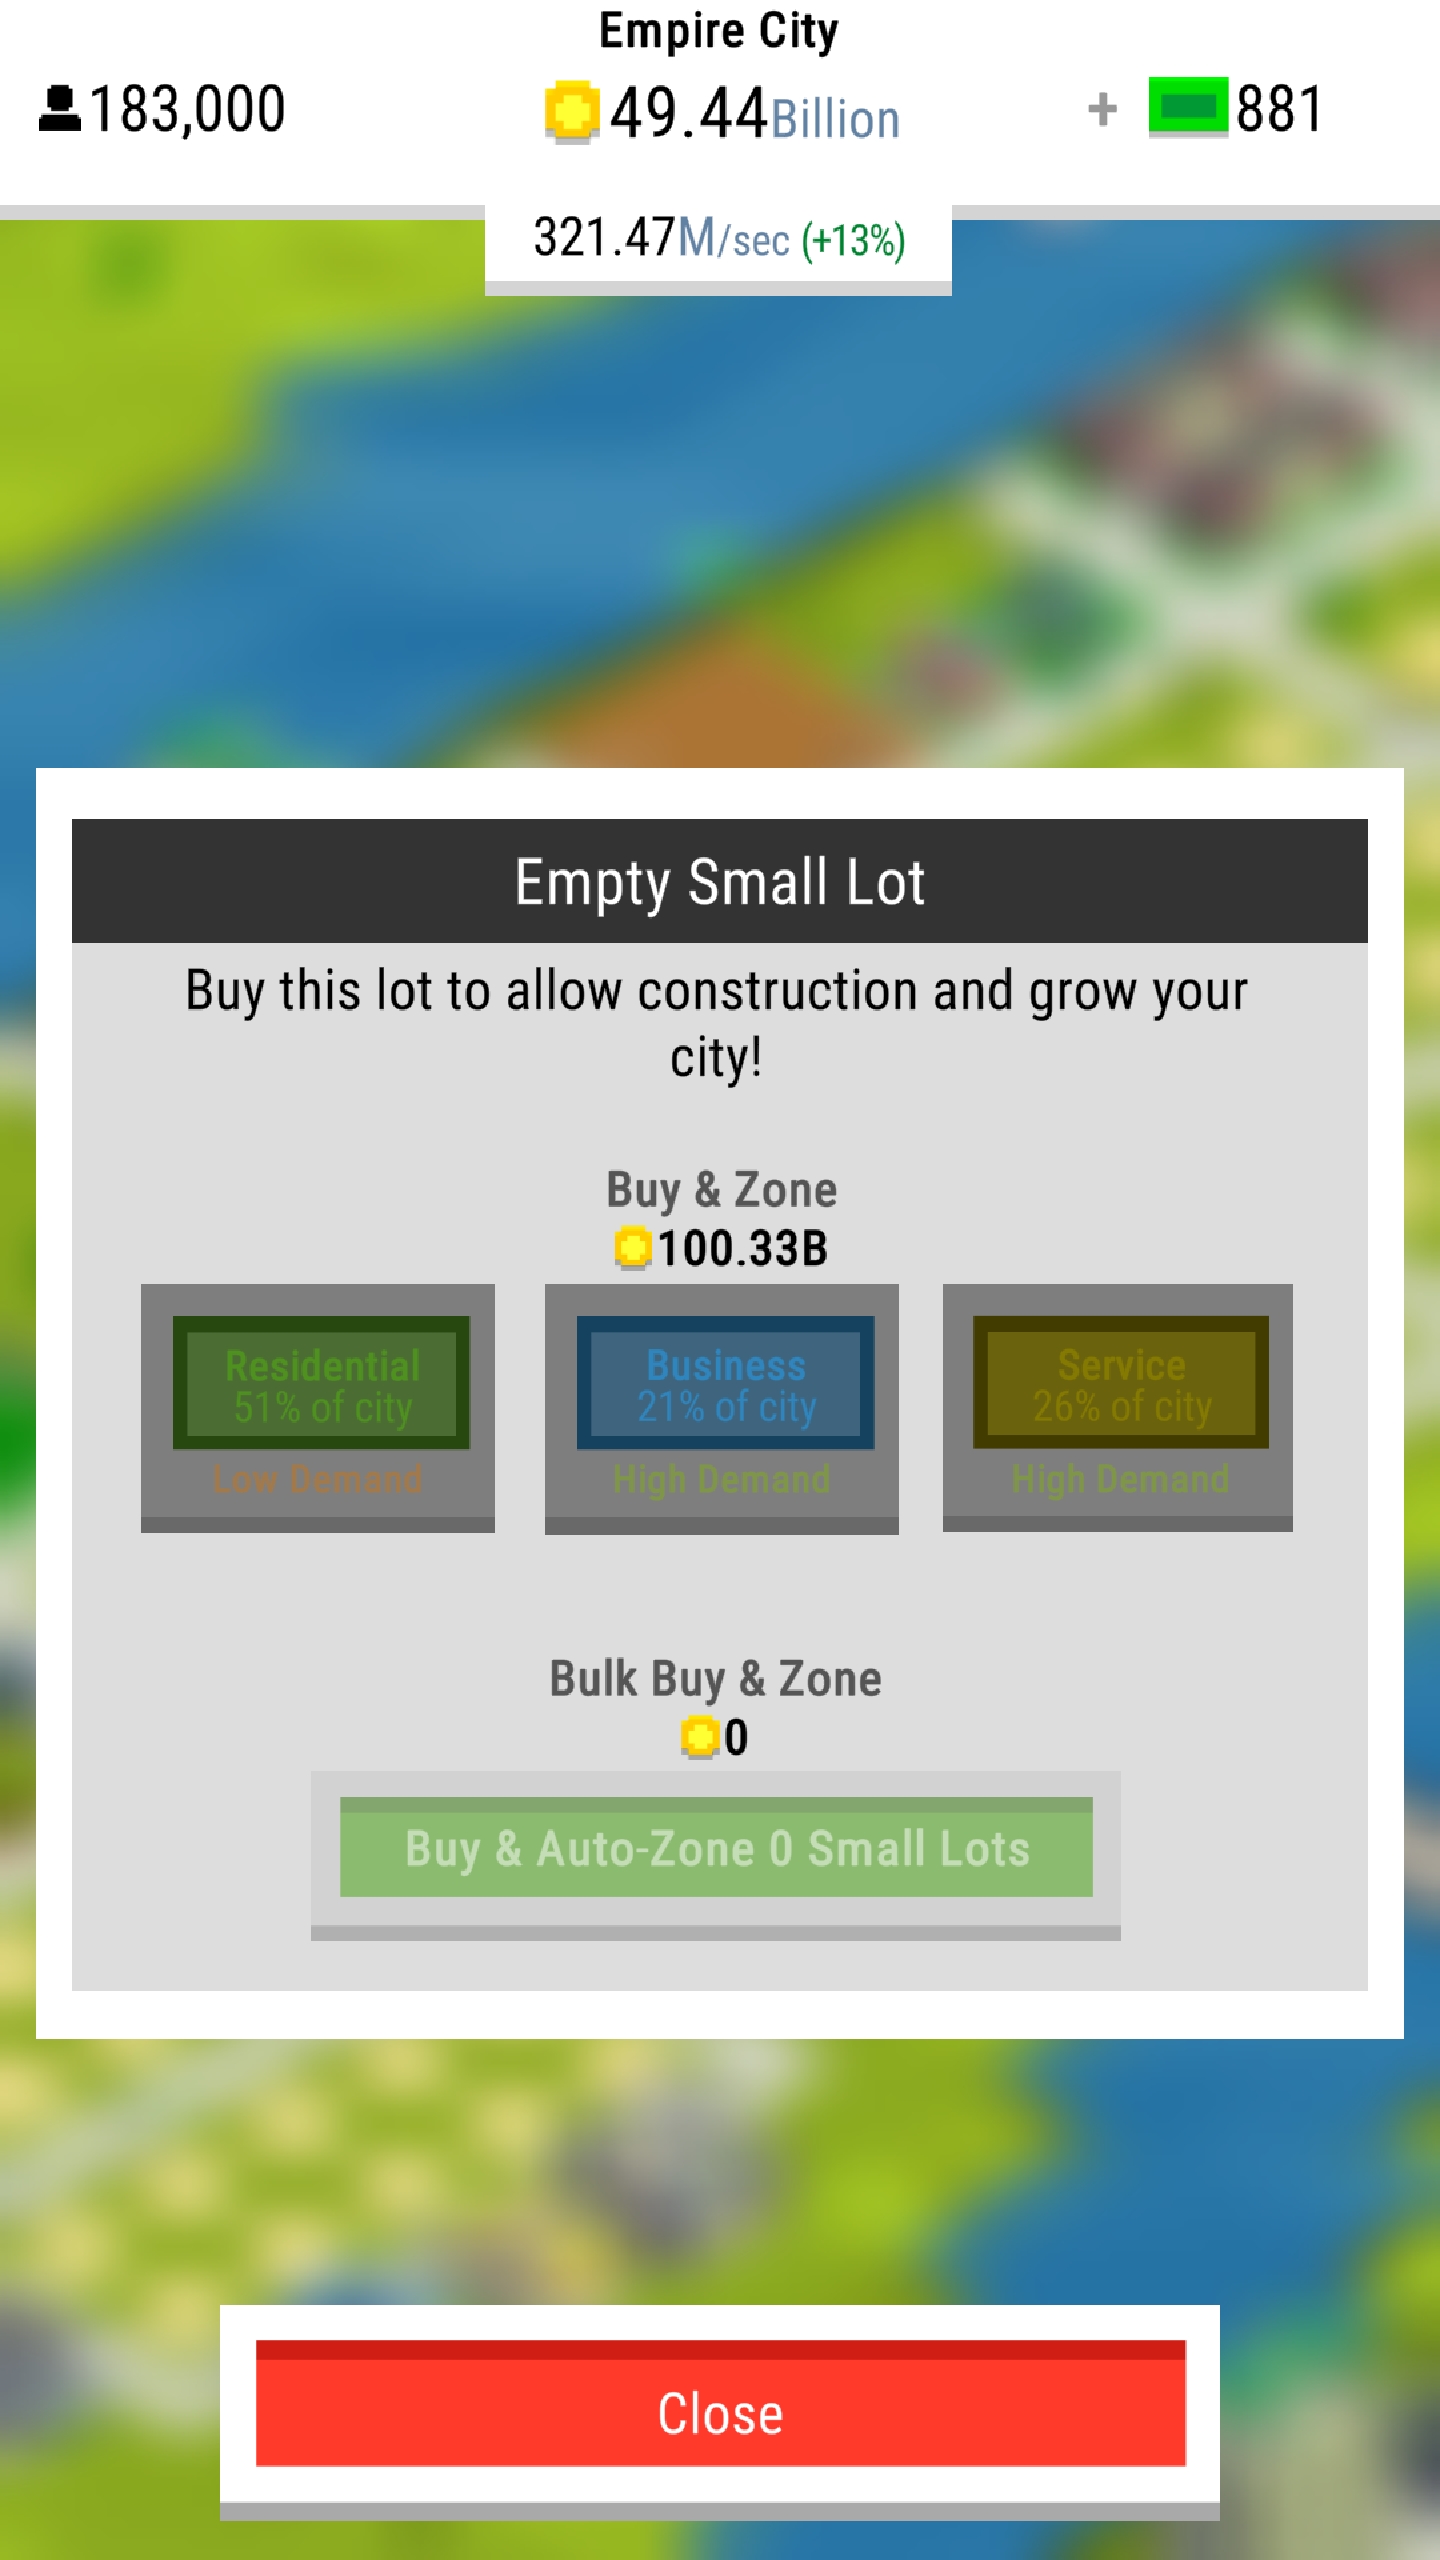 Empire City
183,000
49.44Billion
+ 881
321.47M/sec (+13%)
Empty Small Lot
Buy this lot to allow construction and grow your
city!
Buy & Zone
100.33B
Residential
51% of city
Low Demand
Business
21% of city
High Demand
Service
26% of city
High Demand
Bulk Buy & Zone
0
Buy & Auto-Zone 0 Small Lots
Close